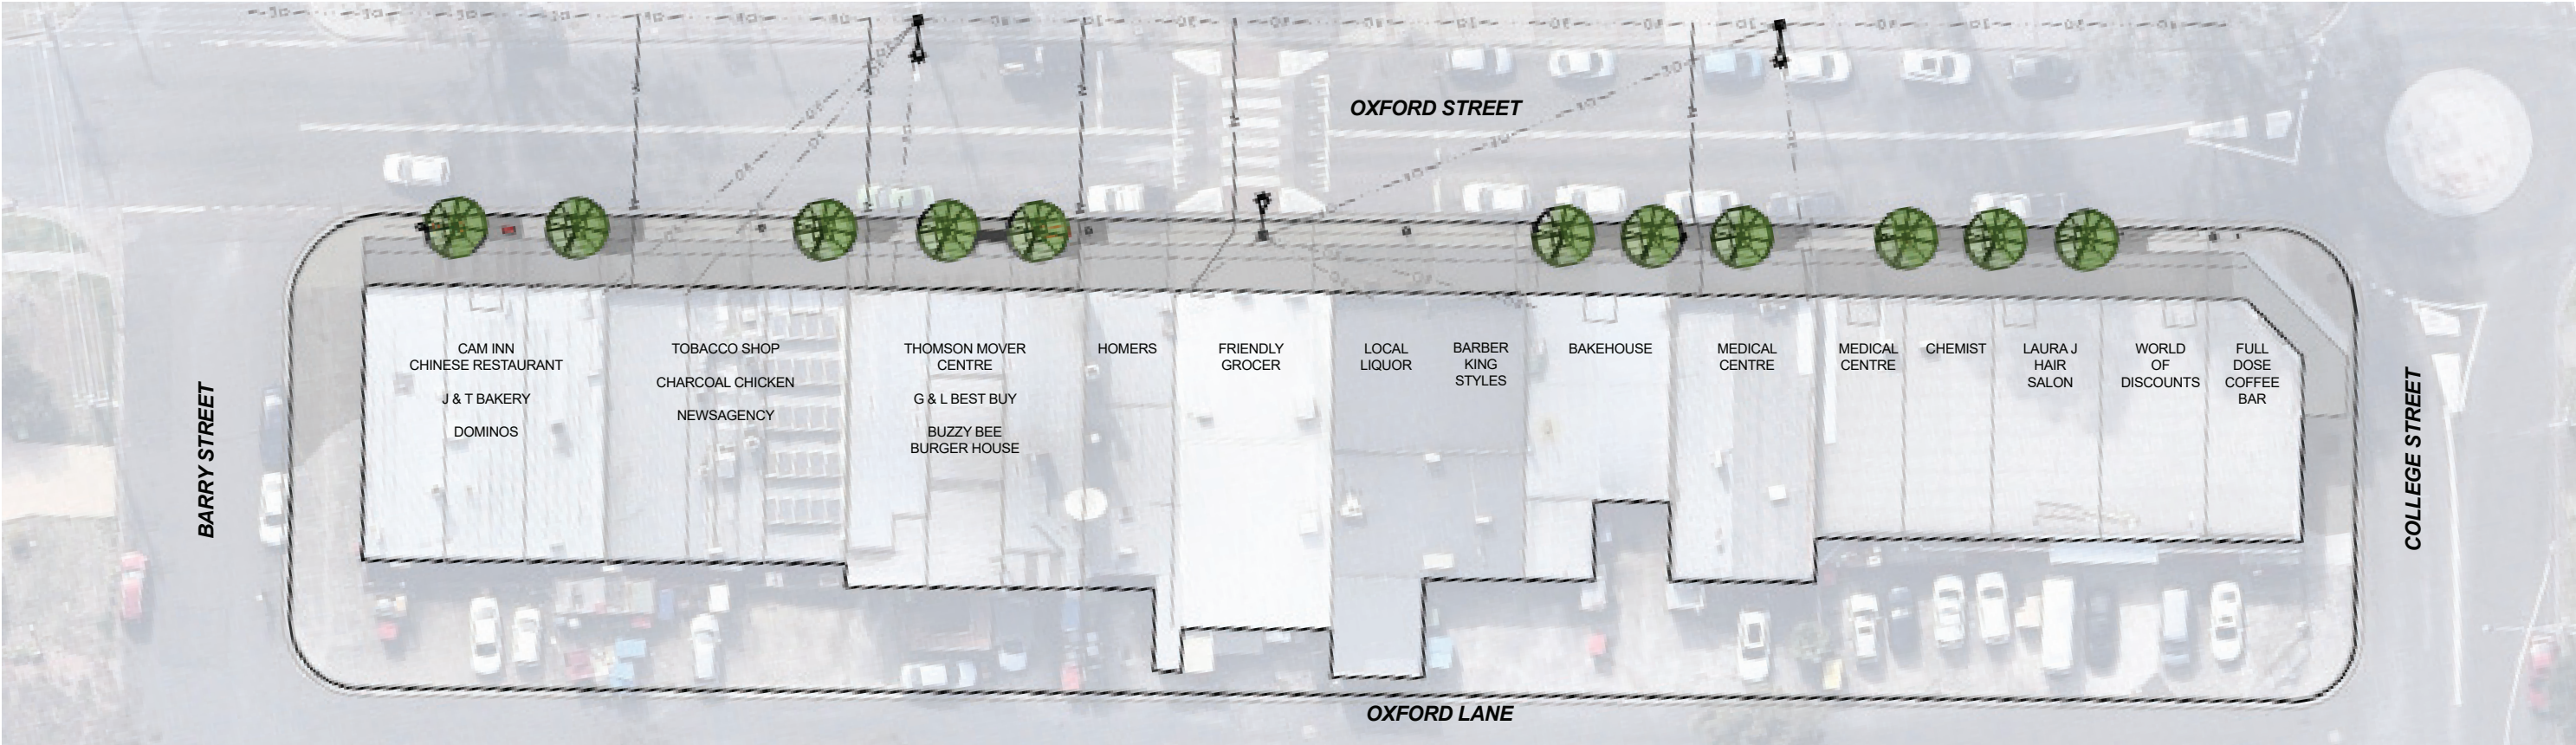 OXFORD STREET
BARRY STREET
CAM INN
CHINESE RESTAURANT
J & T BAKERY
DOMINOS
TOBACCO SHOP
CHARCOAL CHICKEN
NEWSAGENCY
THOMSON MOVER
CENTRE
G & L BEST BUY
BUZZY BEE
BURGER HOUSE
HOMERS
FRIENDLY
GROCER
LOCAL
LIQUOR
BARBER
KING
STYLES
BAKEHOUSE
MEDICAL
CENTRE
MEDICAL
CENTRE
CHEMIST
LAURA J
HAIR
SALON
WORLD
OF
DISCOUNTS
FULL
DOSE
COFFEE
BAR
COLLEGE STREET
OXFORD LANE